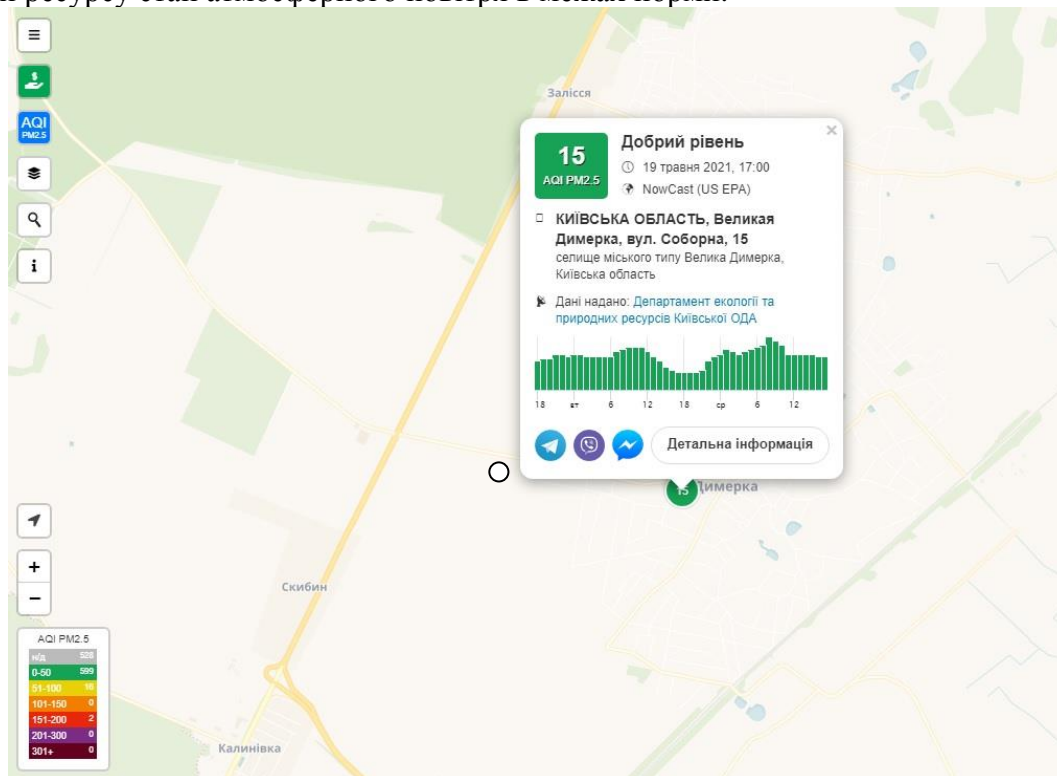 ресурсу стан атмосферного повітря в межах норми.
Залісся
AQI
PM2.5
15
AQI PM2.5
Добрий рівень
19 травня 2021, 17:00
NowCast (US EPA)
КИЇВСЬКА ОБЛАСТЬ, Великая
Димерка, вул. Соборна, 15
селище міського типу Велика Димерка,
Київська область
Дані надано: Департамент екології та
природних ресурсів Київської ОДА
18 вт 6 12 18 ср 6 12
Детальна інформація
15
Димерка
+
−
Скибин
AQI PM2.5
н/д 528
0-50 599
51-100
101-150 0
151-200 2
201-300 0
301+ 0
Калинівка